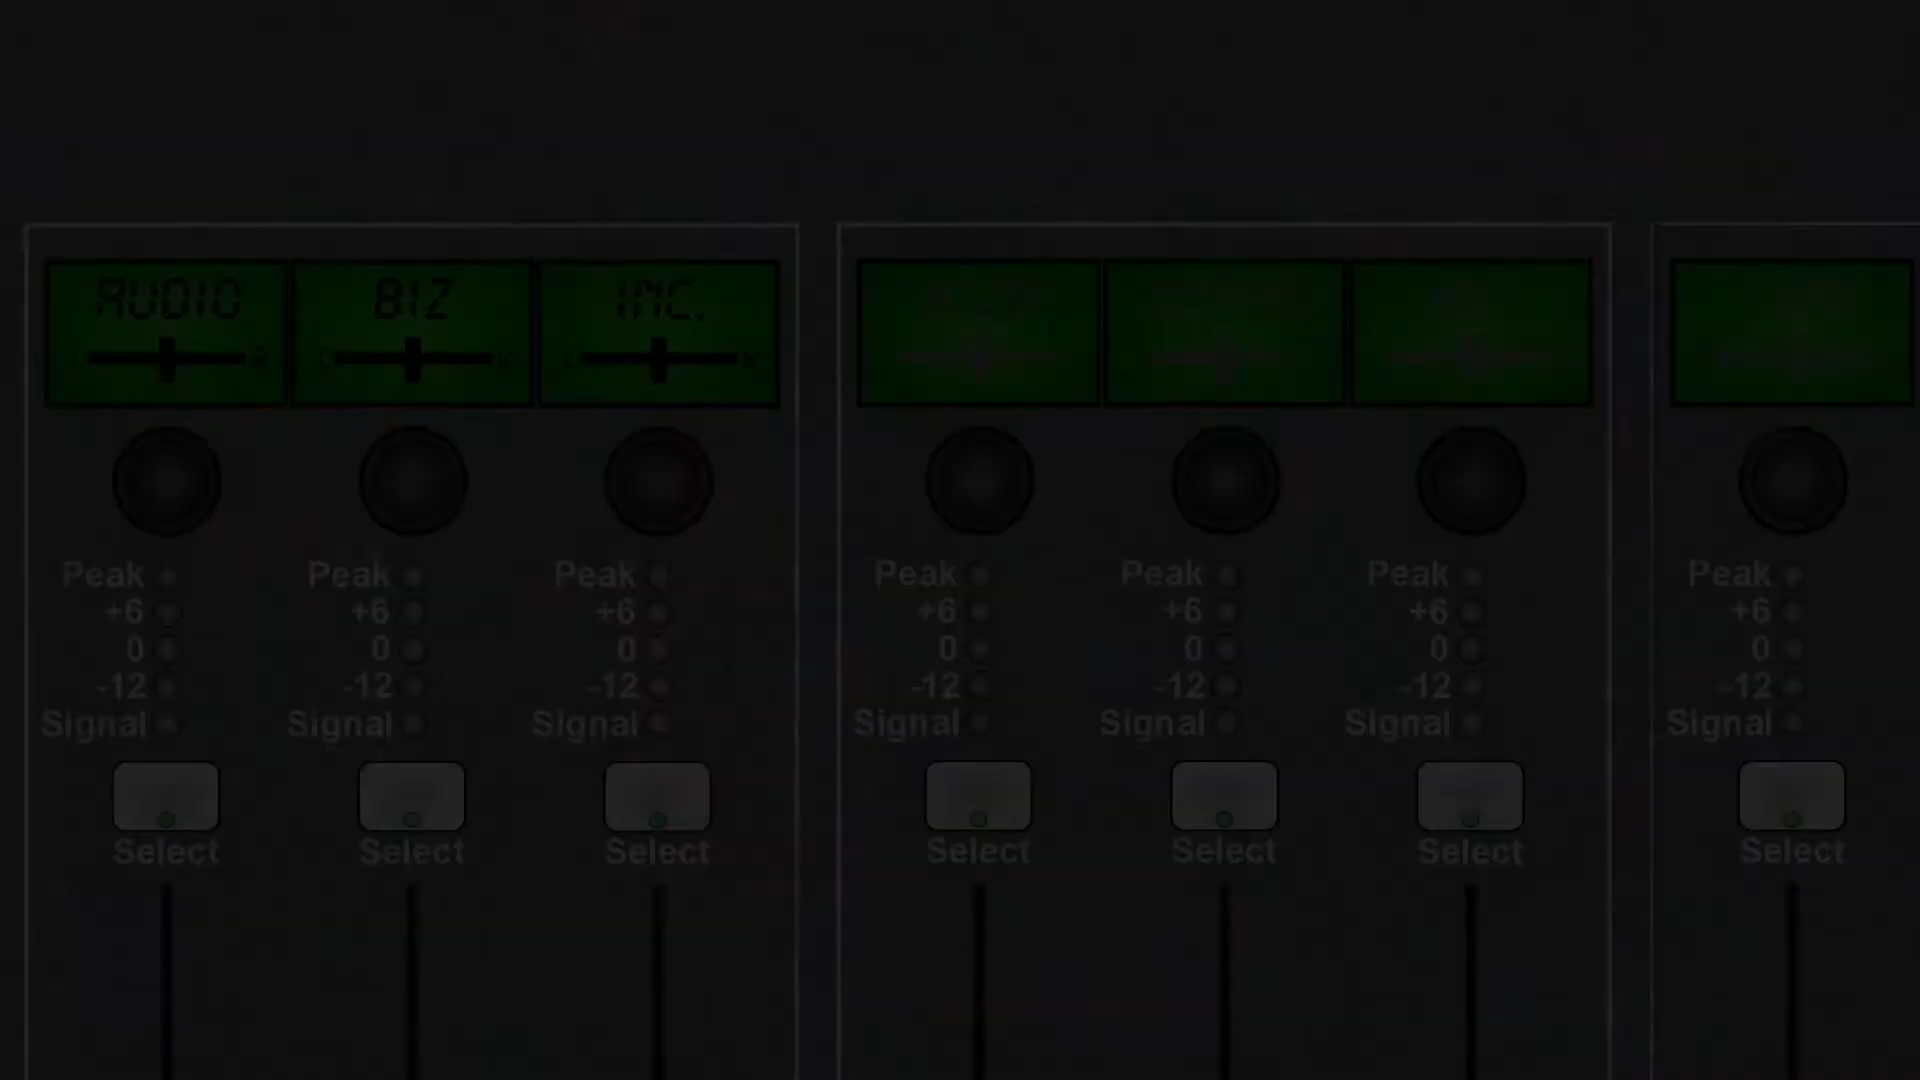 AUDIO BIZ INC.
Peak Peak Peak Peak Peak Peak Peak
+6 +6 +6 +6 +6 +6 +6
0 0 0 0 0 0 0
-12 -12 -12 -12 -12 -12 -12
Signal Signal Signal Signal Signal Signal Signal
Select Select Select Select Select Select Select